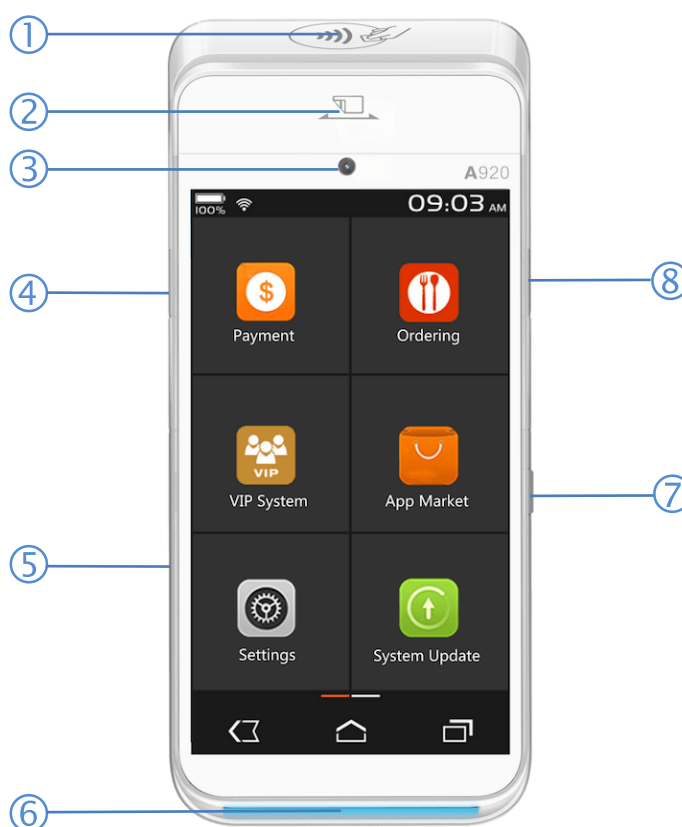 ①
②
③
A920
100%
09:03 AM
④
⑧
Payment
Ordering
VIP
VIP System
App Market
⑦
⑤
Settings
System Update
⑥